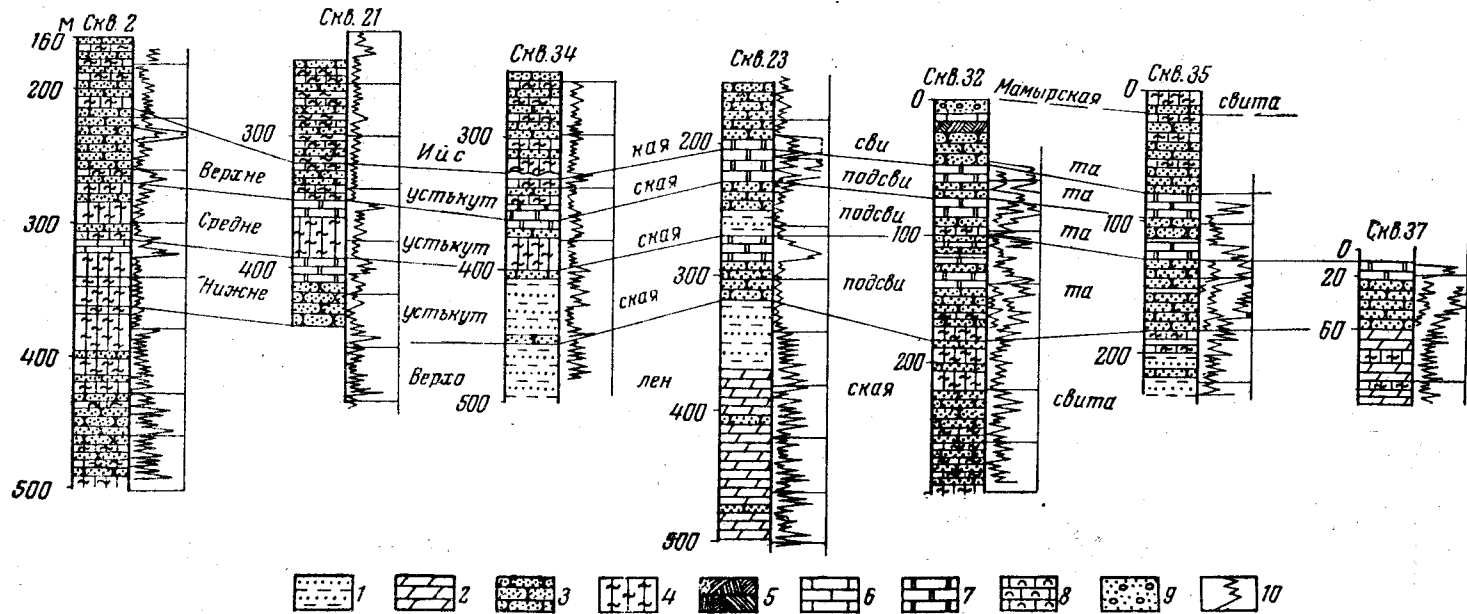 М Скв. 2
Скв. 21
Скв. 34
Скв. 23
Скв. 32
Скв. 35
Скв. 37
160
200
300
400
500
300
400
300
400
500
200
300
400
500
0
100
200
0
100
200
0
20
60
Мамырская свита
Ийс кая сви та
Верхне устькут ская подсви та
Средне устькут ская подсви та
Нижне устькут ская подсви та
Верхо лен ская свита
1 2 3 4 5 6 7 8 9 10